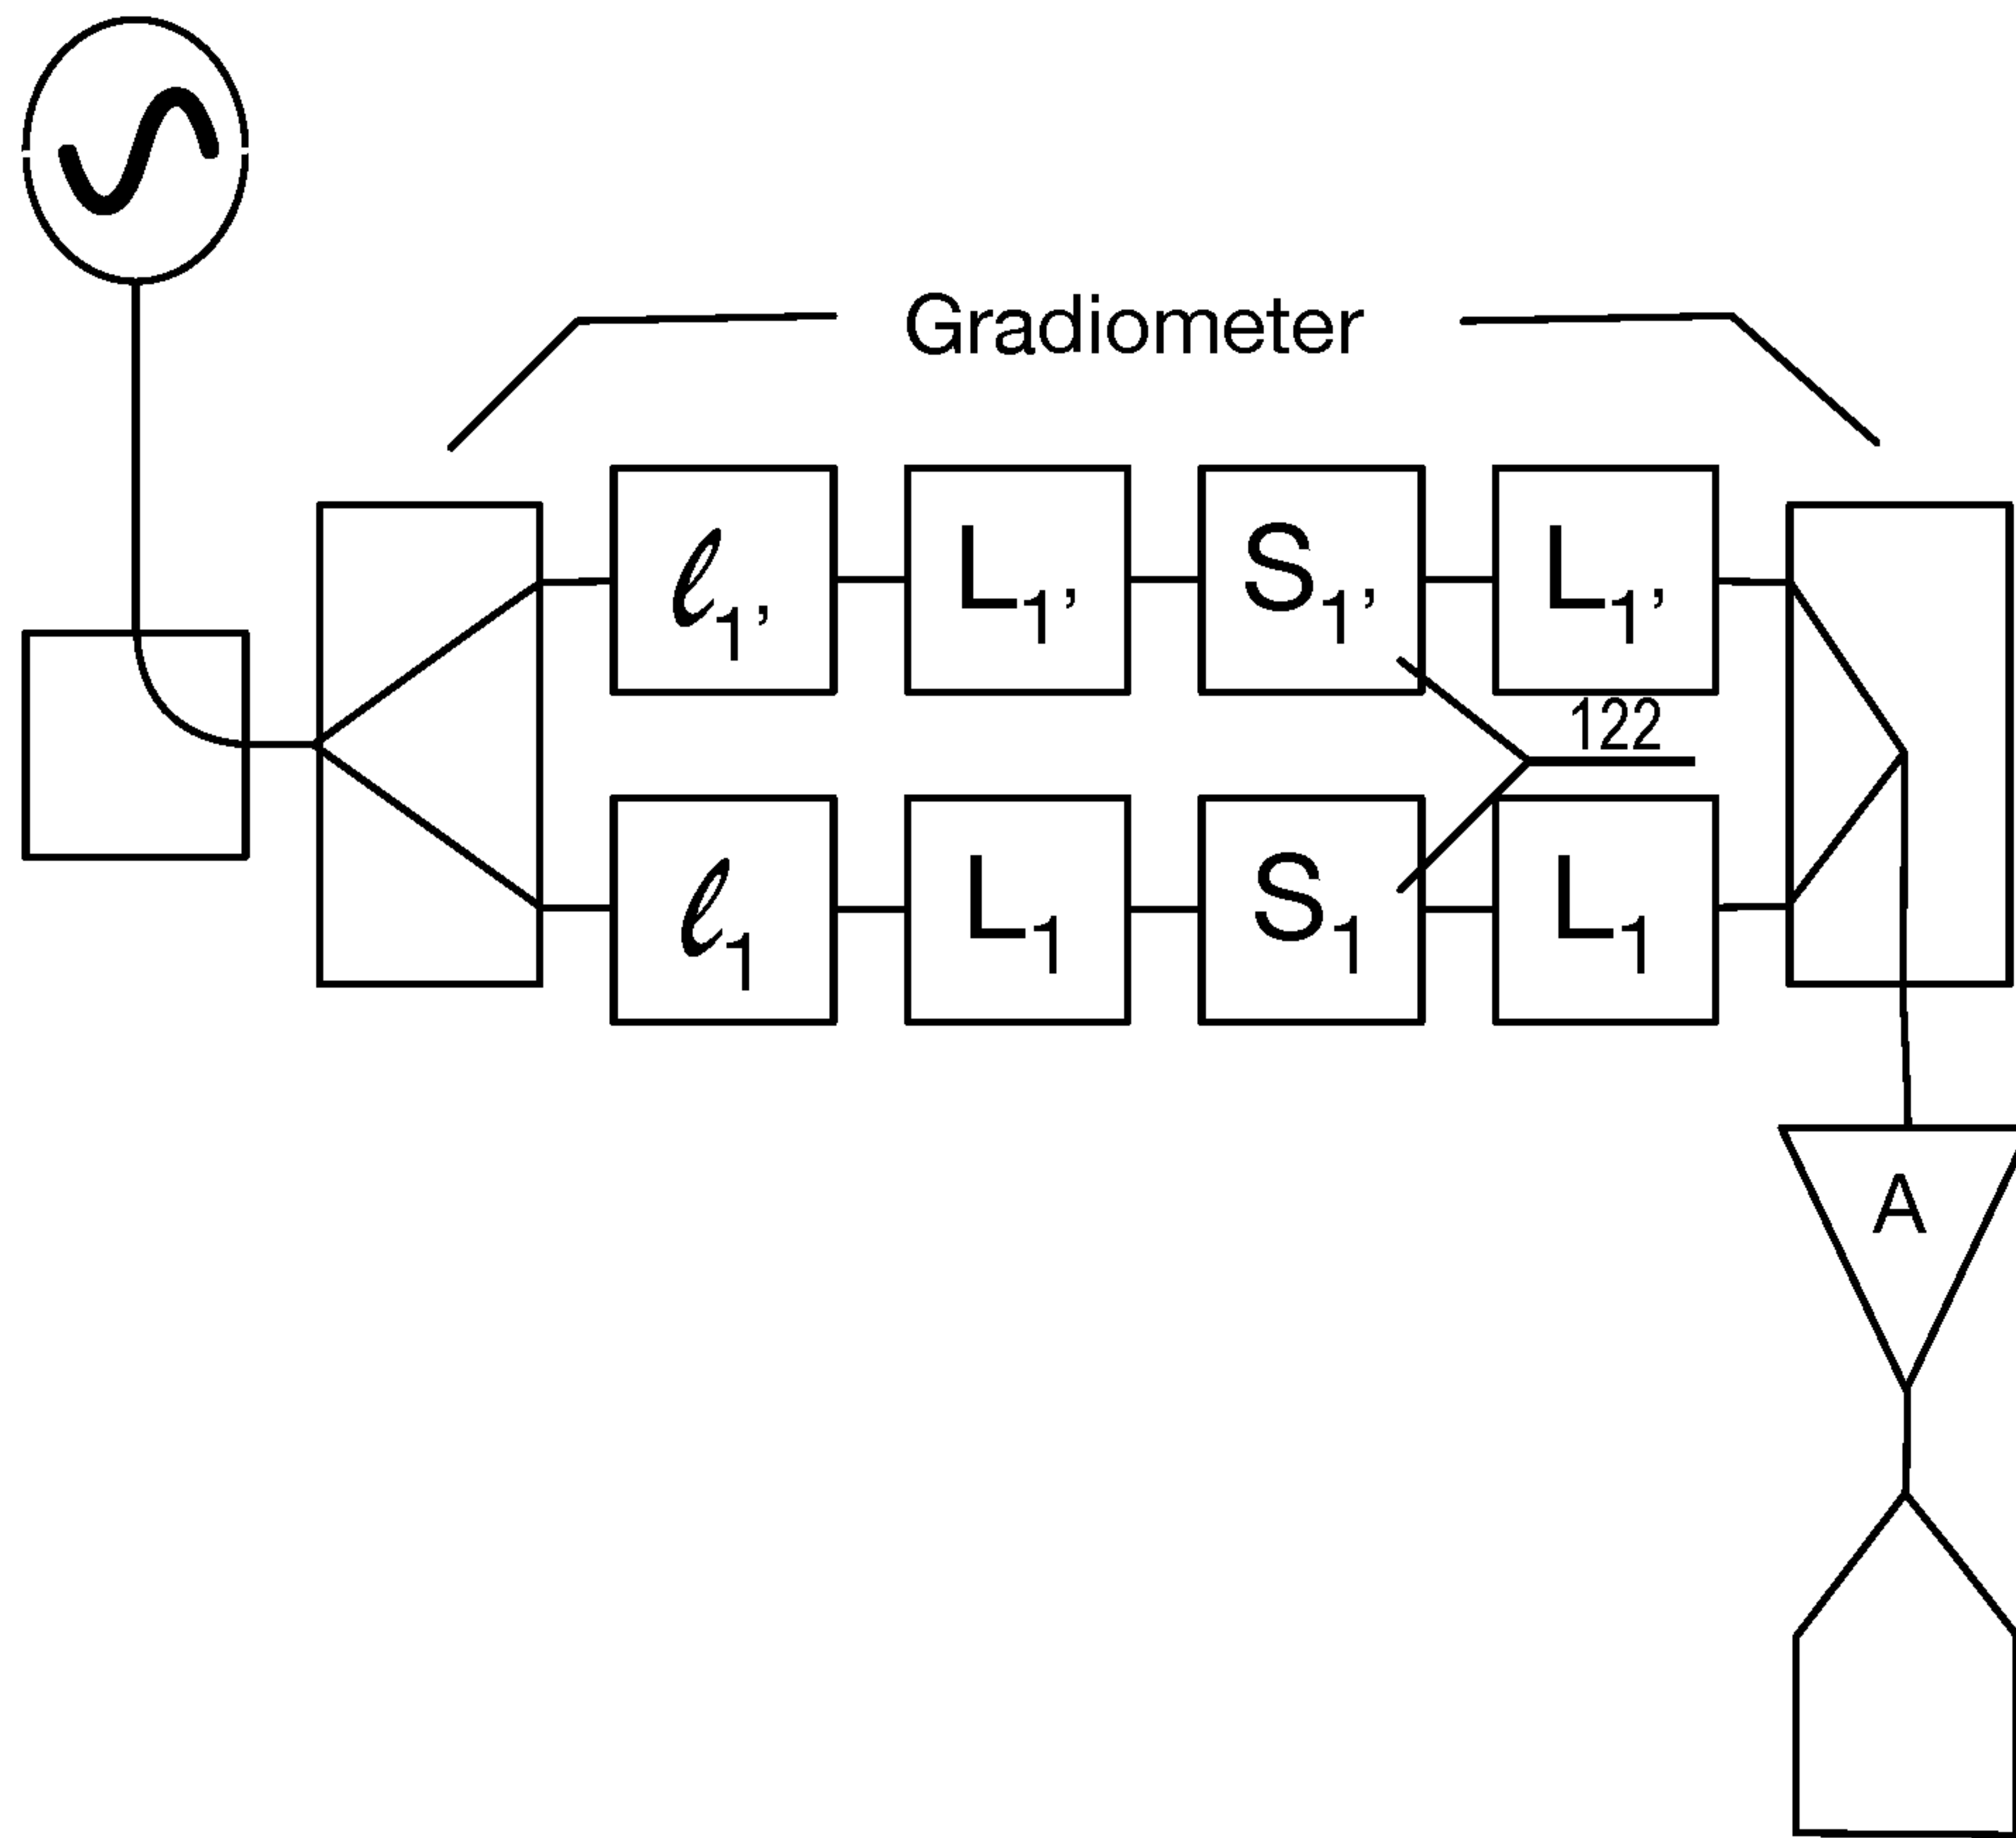 Gradiometer
ℓ1, L1, S1, L1,
122
ℓ1 L1 S1 L1
A